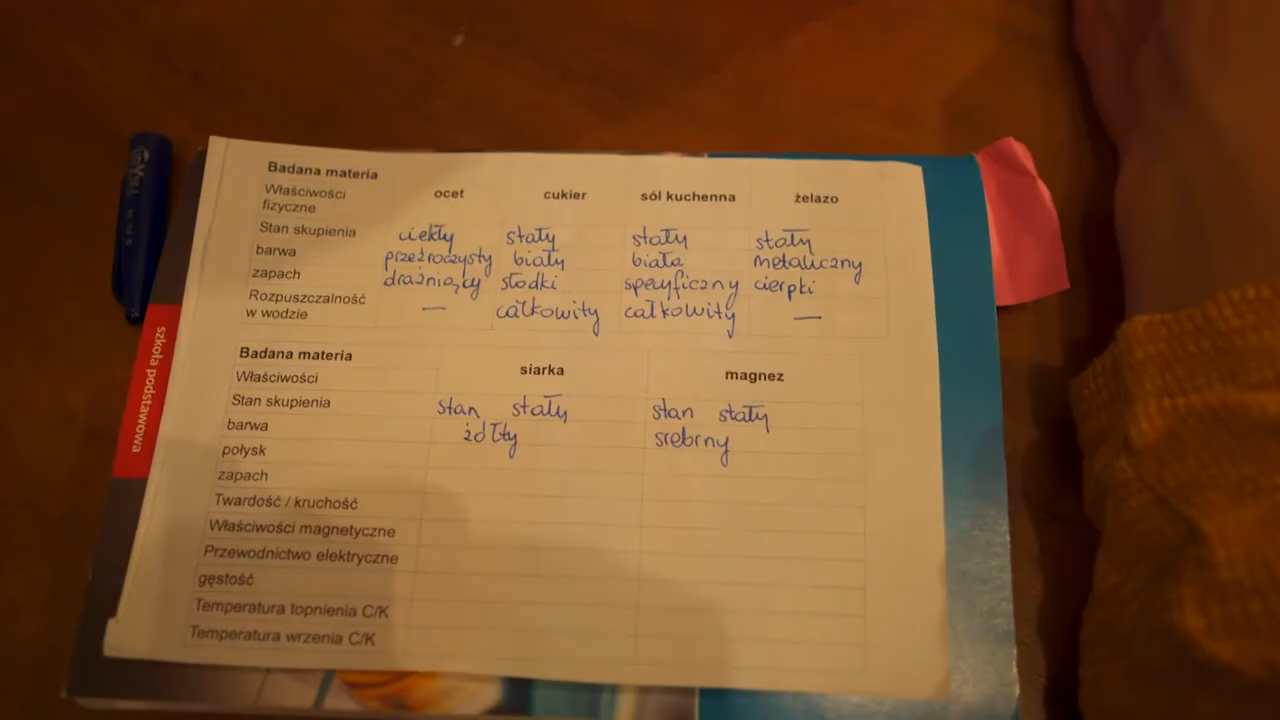 Badana materia
Właściwości fizyczne ocet cukier sól kuchenna żelazo
Stan skupienia ciekły stały stały stały
barwa przeźroczysty biały biała metaliczny
zapach drażniący słodki specyficzny cierpki
Rozpuszczalność w wodzie — całkowity całkowity —
Badana materia
Właściwości siarka magnez
Stan skupienia stan stały stan stały
barwa żółty srebrny
połysk
zapach
Twardość / kruchość
Właściwości magnetyczne
Przewodnictwo elektryczne
gęstość
Temperatura topnienia C/K
Temperatura wrzenia C/K
szkoła podstawowa